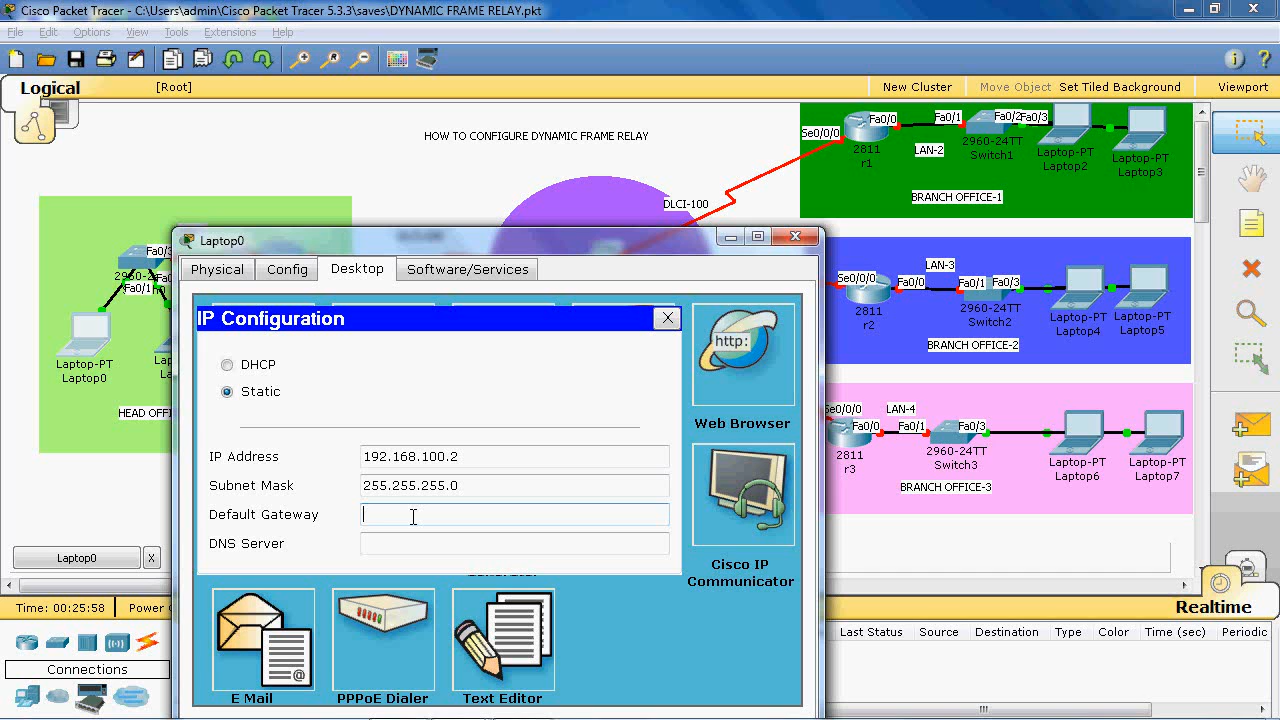 Cisco Packet Tracer - C:\Users\admin\Cisco Packet Tracer 5.3.3\saves\DYNAMIC FRAME RELAY.pkt
File Edit Options View Tools Extensions Help
Logical
[Root]
New Cluster
Move Object
Set Tiled Background
Viewport
HOW TO CONFIGURE DYNAMIC FRAME RELAY
Se0/0/0
Fa0/0
2811
r1
LAN-2
Fa0/1
Fa0/2
Fa0/3
2960-24TT
Switch1
Laptop-PT
Laptop2
Laptop-PT
Laptop3
BRANCH OFFICE-1
DLCI-100
Fa0/3
Fa0/1
Laptop-PT
Laptop0
Se0/0/0
Fa0/0
2811
r2
LAN-3
Fa0/1
Fa0/3
2960-24TT
Switch2
Laptop-PT
Laptop4
Laptop-PT
Laptop5
BRANCH OFFICE-2
Se0/0/0
Fa0/0
2811
r3
LAN-4
Fa0/1
Fa0/3
2960-24TT
Switch3
Laptop-PT
Laptop6
Laptop-PT
Laptop7
BRANCH OFFICE-3
Laptop0
Physical Config Desktop Software/Services
IP Configuration
X
DHCP
Static
IP Address 192.168.100.2
Subnet Mask 255.255.255.0
Default Gateway
DNS Server
http:
Web Browser
Cisco IP
Communicator
E Mail
PPPoE Dialer
Text Editor
Laptop0
X
Time: 00:25:58
Power
Realtime
Connections
Last Status Source Destination Type Color Time (sec)